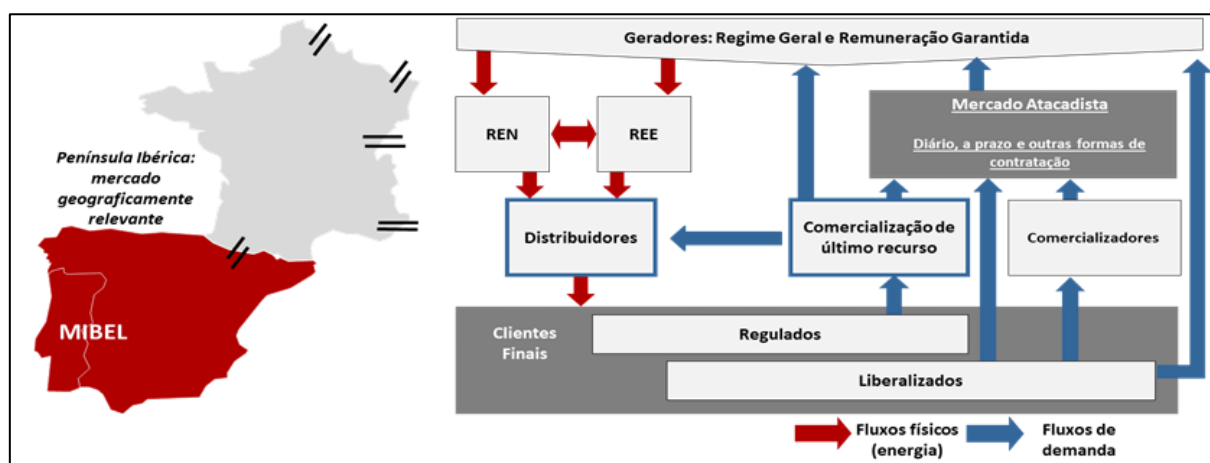 Península Ibérica:
mercado
geograficamente
relevante
MIBEL
Geradores: Regime Geral e Remuneração Garantida
REN
REE
Mercado Atacadista
Diário, a prazo e outras formas de
contratação
Distribuidores
Comercialização de
último recurso
Comercializadores
Clientes
Finais
Regulados
Liberalizados
Fluxos físicos
(energia)
Fluxos de
demanda